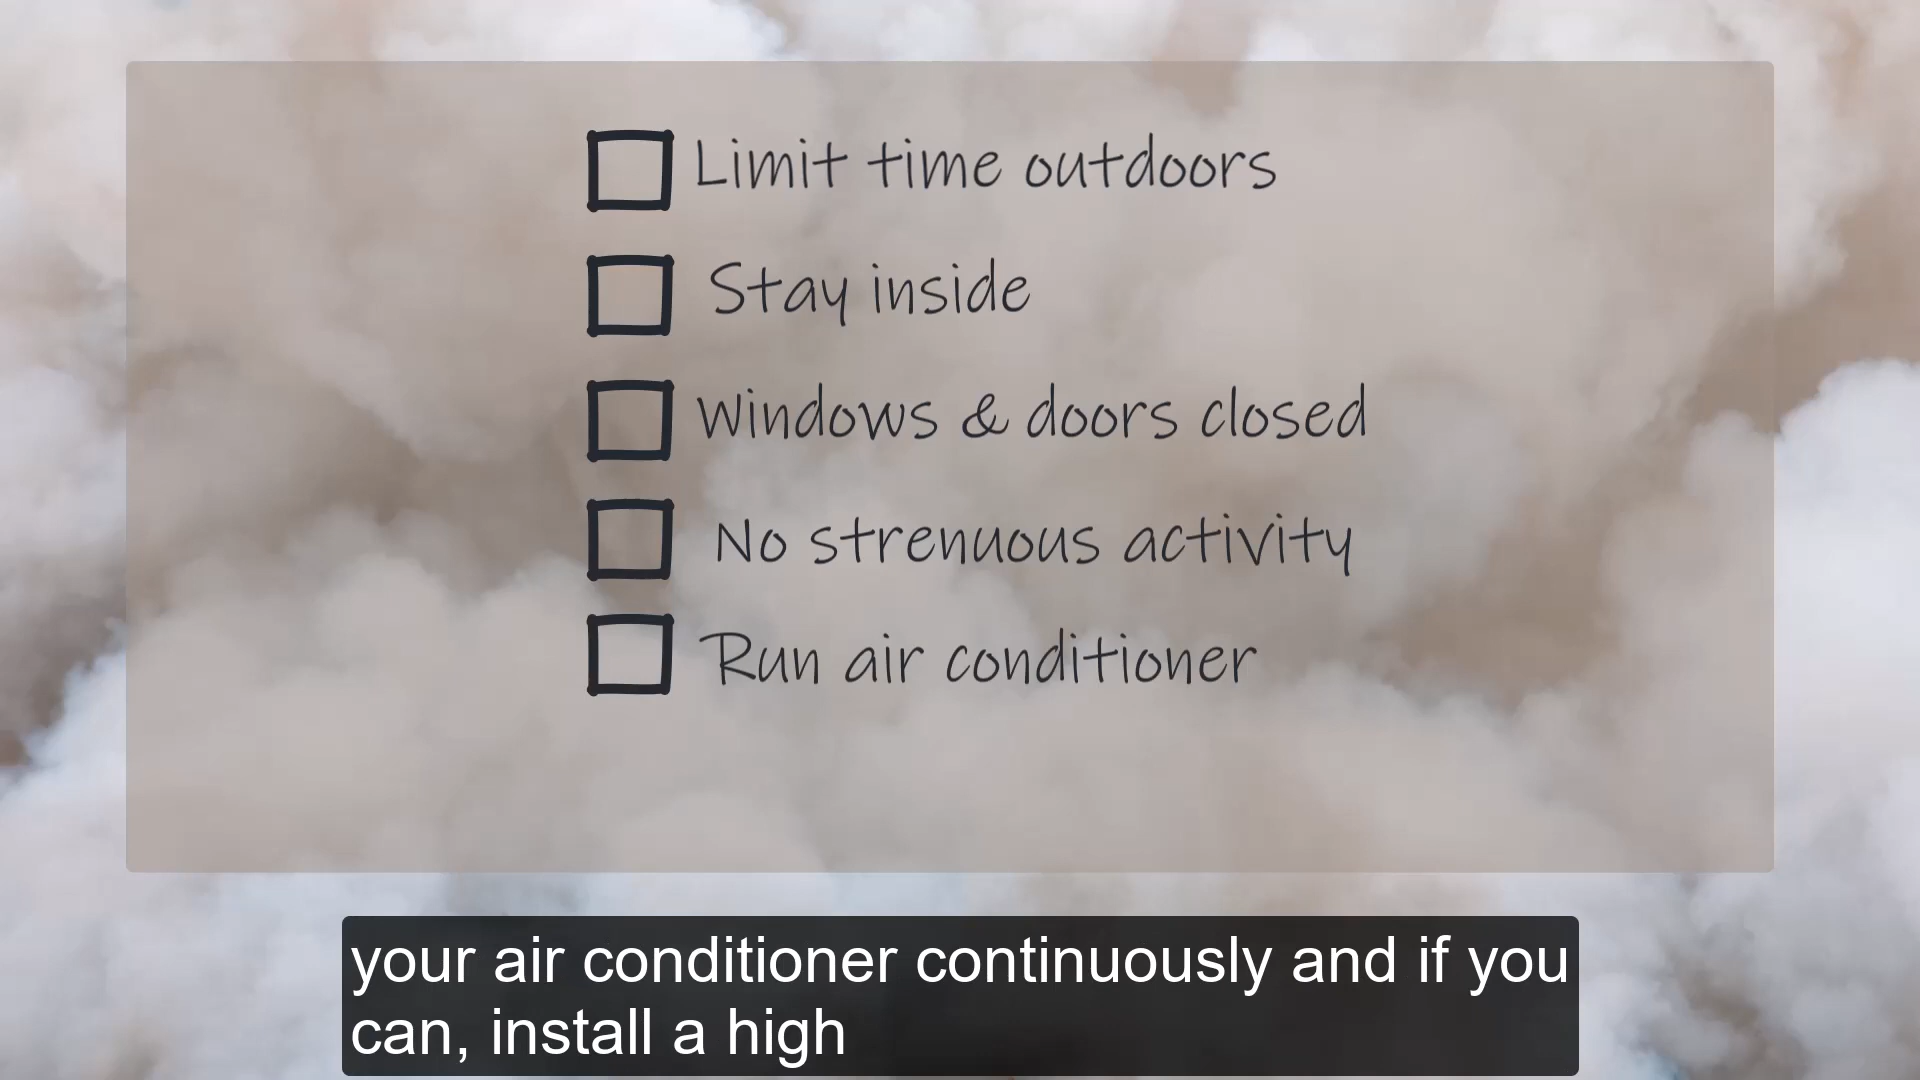 Limit time outdoors
Stay inside
Windows & doors closed
No strenuous activity
Run air conditioner
your air conditioner continuously and if you
can, install a high